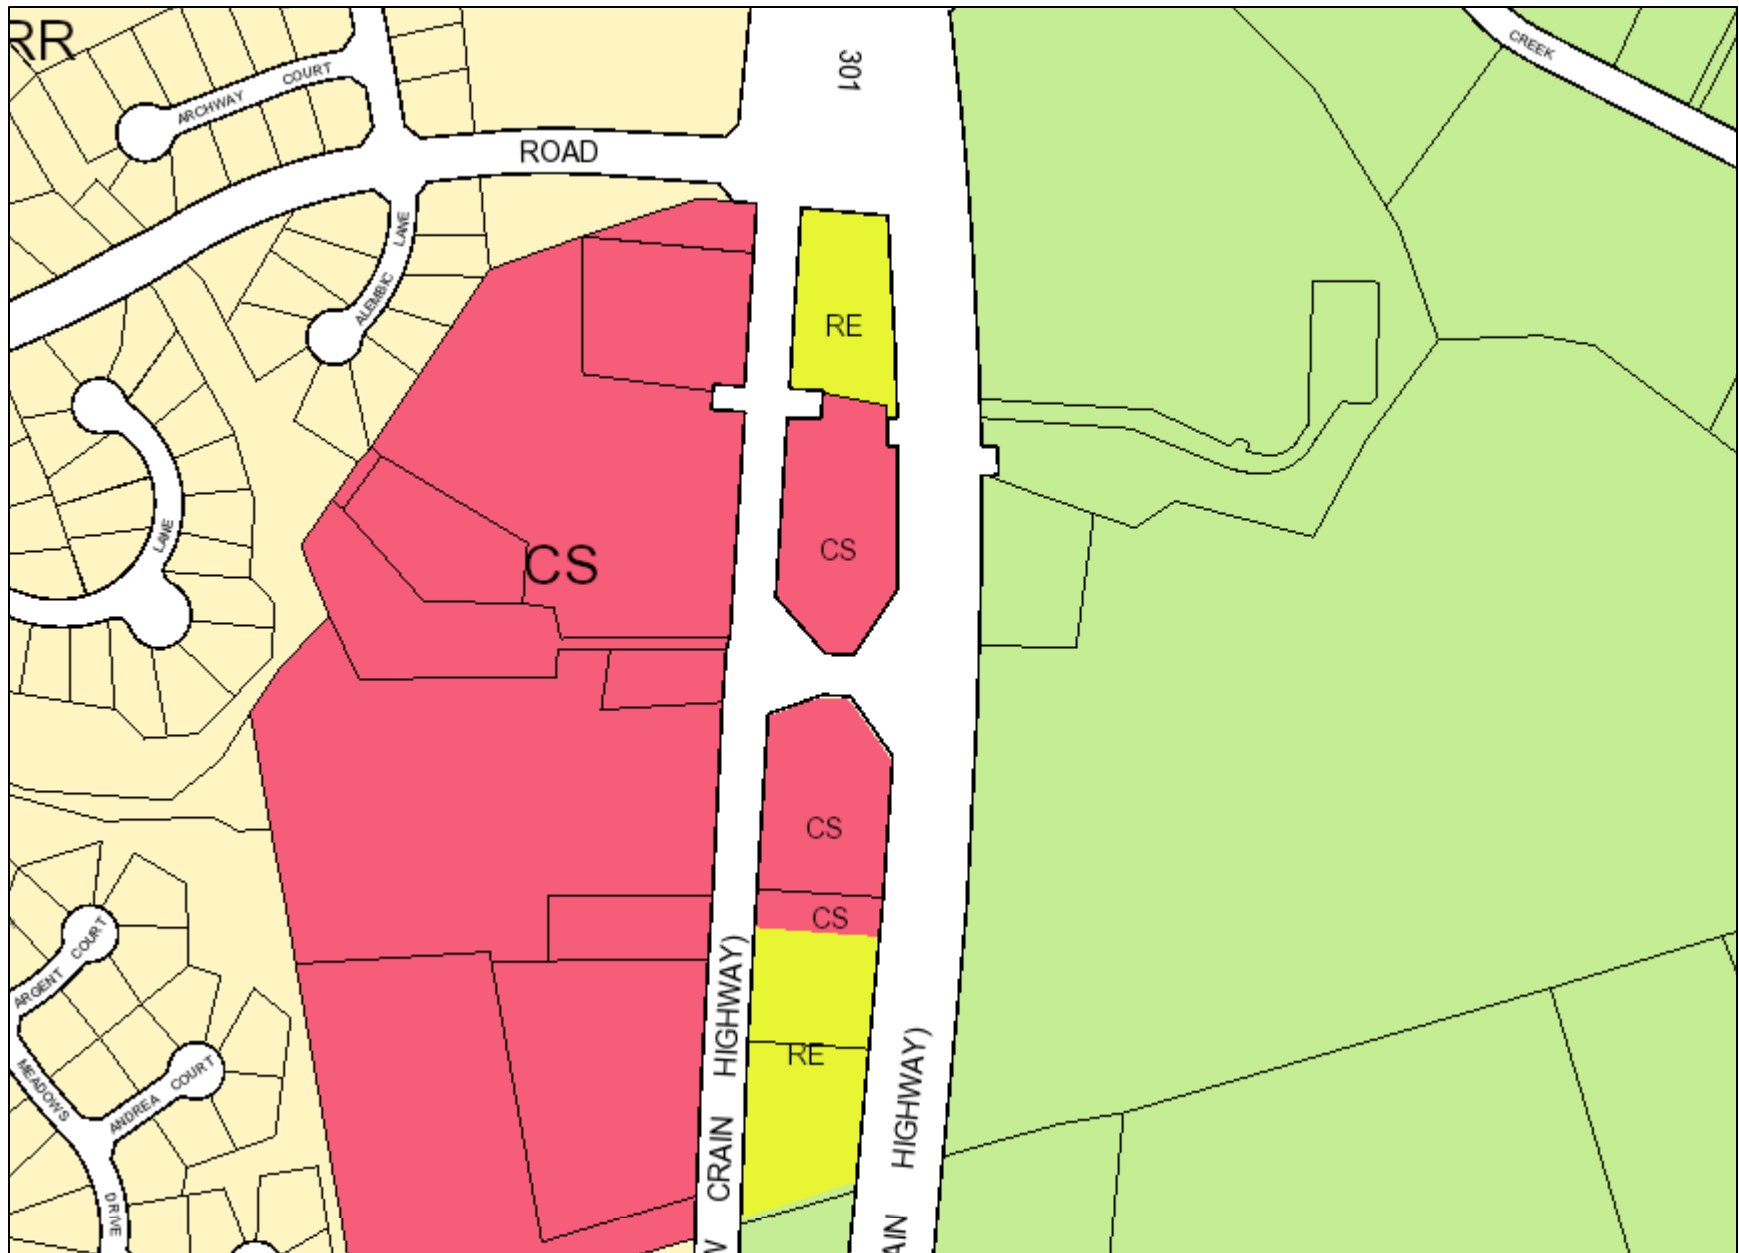 RR
ARCHWAY COURT
301
CREEK
ROAD
LANE
ALEMBIC
RE
LANE
CS
CS
CS
CS
ARGENT COURT
HIGHWAY)
MEADOWS
ANDREA COURT
RE
HIGHWAY)
CRAIN
DRIVE
W
AIN